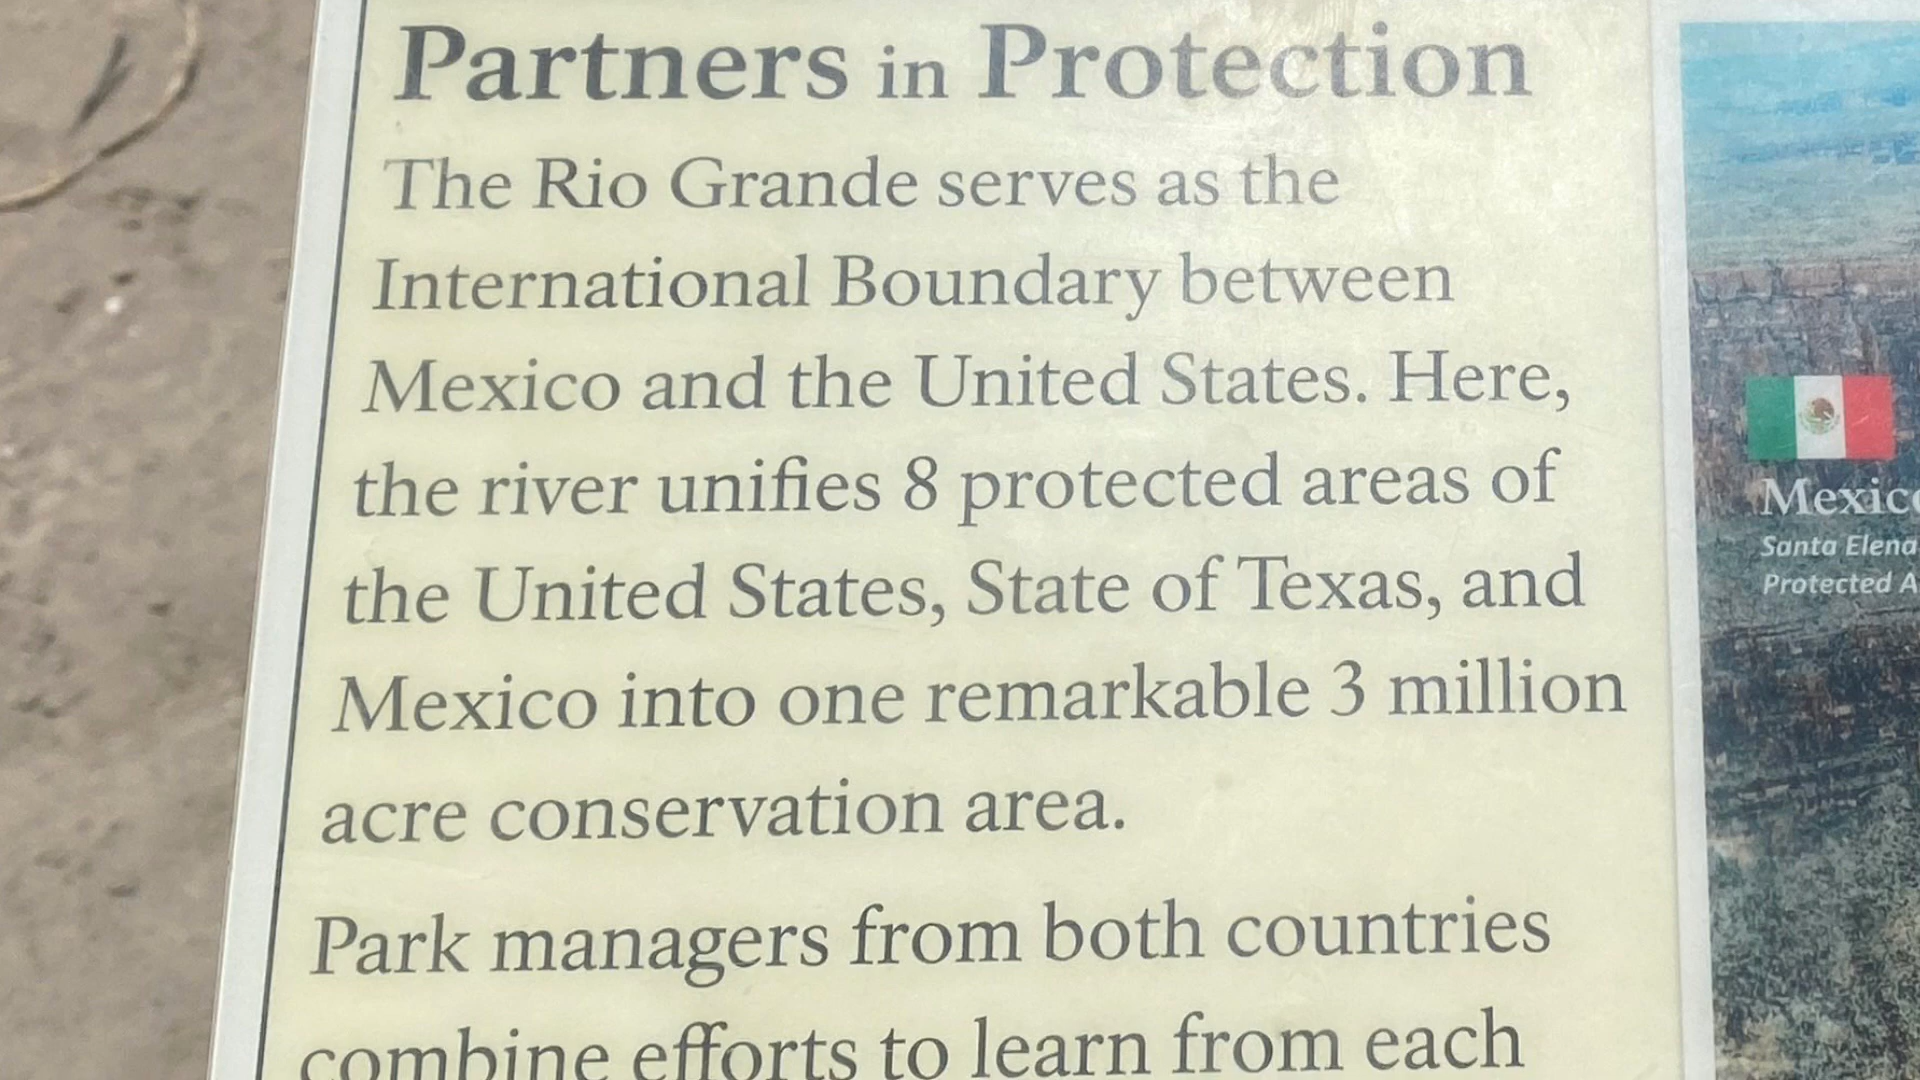 Partners in Protection
The Rio Grande serves as the
International Boundary between
Mexico and the United States. Here,
the river unifies 8 protected areas of
the United States, State of Texas, and
Mexico into one remarkable 3 million
acre conservation area.
Park managers from both countries
combine efforts to learn from each
Mexico
Santa Elena
Protected A